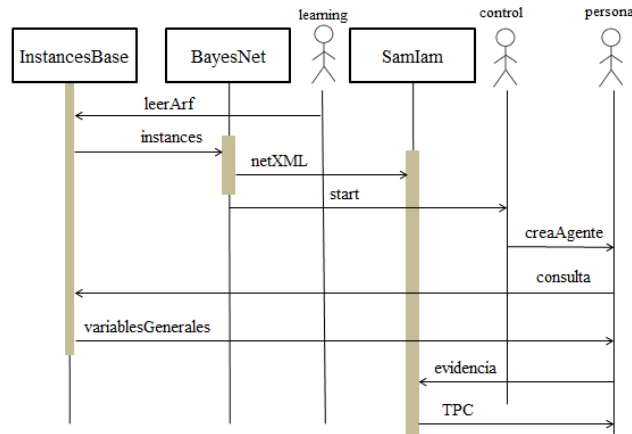 learning
control
persona
InstancesBase
BayesNet
SamIam
leerArf
instances
netXML
start
creaAgente
consulta
variablesGenerales
evidencia
TPC